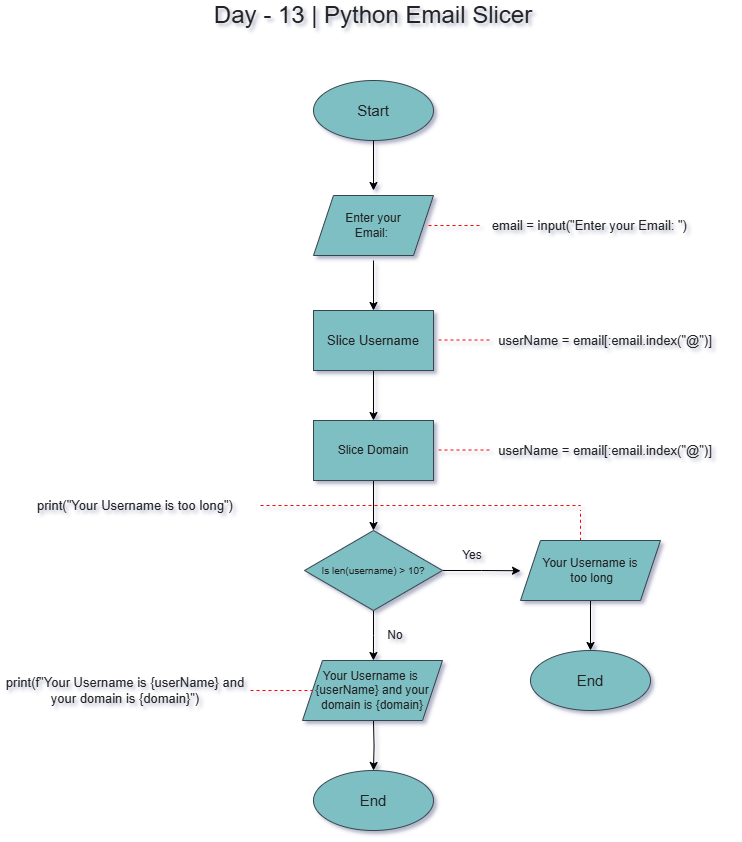 Day - 13 | Python Email Slicer
Start
Enter your
Email:
email = input("Enter your Email: ")
Slice Username
userName = email[:email.index("@")]
Slice Domain
userName = email[:email.index("@")]
print("Your Username is too long")
Is len(username) > 10?
Yes
Your Username is
too long
No
End
print(f"Your Username is {userName} and
your domain is {domain}")
Your Username is
{userName} and your
domain is {domain}
End